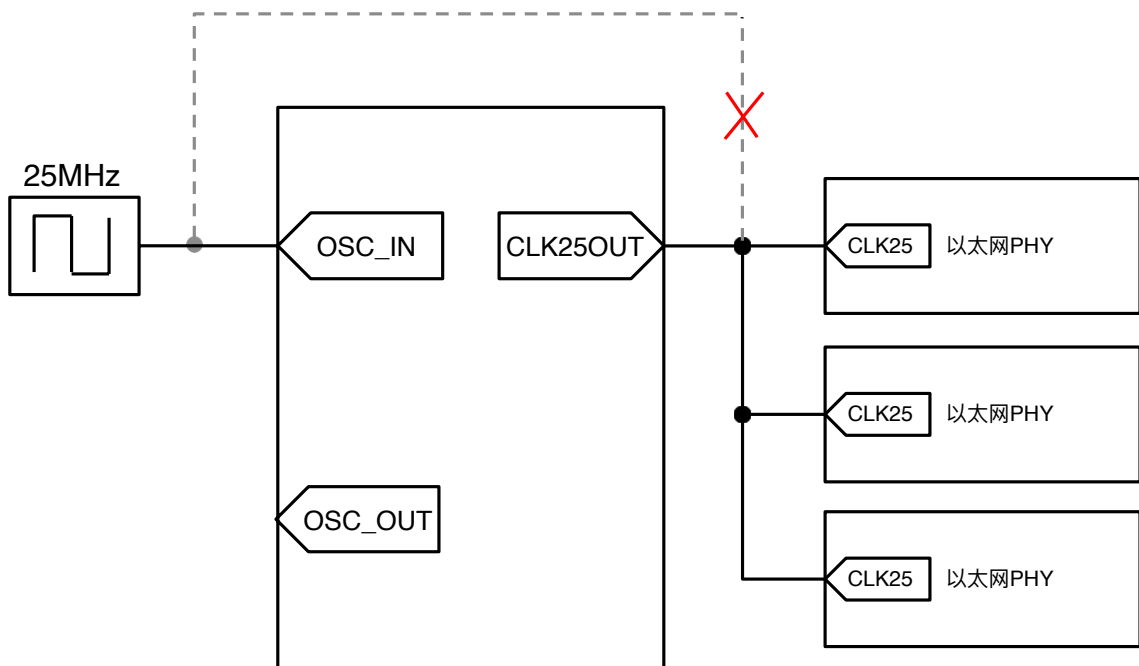 25MHz
OSC_IN
CLK25OUT
CLK25
以太网PHY
CLK25
以太网PHY
OSC_OUT
CLK25
以太网PHY